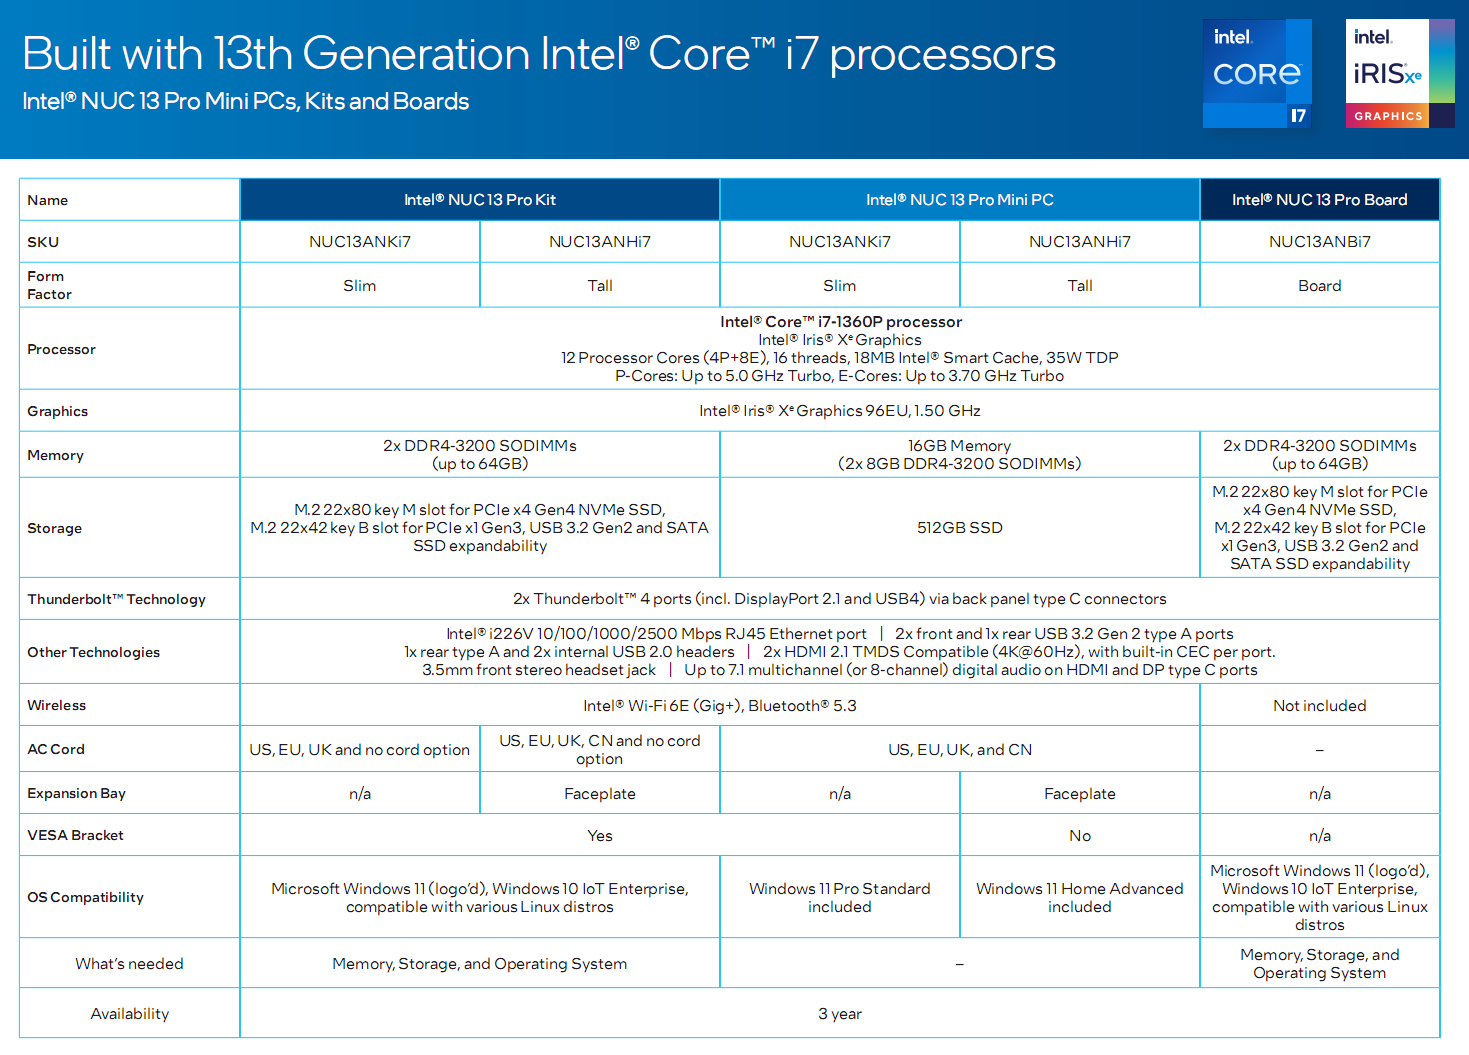 Built with 13th Generation Intel® Core™ i7 processors
Intel® NUC 13 Pro Mini PCs, Kits and Boards
intel.
CORE™
i7
intel.
iRIS® xe
GRAPHICS
Name
Intel® NUC 13 Pro Kit
Intel® NUC 13 Pro Mini PC
Intel® NUC 13 Pro Board
SKU
NUC13ANKi7
NUC13ANHi7
NUC13ANKi7
NUC13ANHi7
NUC13ANBi7
Form
Factor
Slim
Tall
Slim
Tall
Board
Processor
Intel® Core™ i7-1360P processor
Intel® Iris® Xe Graphics
12 Processor Cores (4P+8E), 16 threads, 18MB Intel® Smart Cache, 35W TDP
P-Cores: Up to 5.0 GHz Turbo, E-Cores: Up to 3.70 GHz Turbo
Graphics
Intel® Iris® Xe Graphics 96EU, 1.50 GHz
Memory
2x DDR4-3200 SODIMMs
(up to 64GB)
16GB Memory
(2x 8GB DDR4-3200 SODIMMs)
2x DDR4-3200 SODIMMs
(up to 64GB)
Storage
M.2 22x80 key M slot for PCIe x4 Gen4 NVMe SSD,
M.2 22x42 key B slot for PCIe x1 Gen3, USB 3.2 Gen2 and SATA
SSD expandability
512GB SSD
M.2 22x80 key M slot for PCIe
x4 Gen4 NVMe SSD,
M.2 22x42 key B slot for PCIe
x1 Gen3, USB 3.2 Gen2 and
SATA SSD expandability
Thunderbolt™ Technology
2x Thunderbolt™ 4 ports (incl. DisplayPort 2.1 and USB4) via back panel type C connectors
Other Technologies
Intel® i226V 10/100/1000/2500 Mbps RJ45 Ethernet port | 2x front and 1x rear USB 3.2 Gen 2 type A ports
1x rear type A and 2x internal USB 2.0 headers | 2x HDMI 2.1 TMDS Compatible (4K@60Hz), with built-in CEC per port.
3.5mm front stereo headset jack | Up to 7.1 multichannel (or 8-channel) digital audio on HDMI and DP type C ports
Wireless
Intel® Wi-Fi 6E (Gig+), Bluetooth® 5.3
Not included
AC Cord
US, EU, UK and no cord option
US, EU, UK, CN and no cord
option
US, EU, UK, and CN
–
Expansion Bay
n/a
Faceplate
n/a
Faceplate
n/a
VESA Bracket
Yes
No
n/a
OS Compatibility
Microsoft Windows 11 (logo’d), Windows 10 IoT Enterprise,
compatible with various Linux distros
Windows 11 Pro Standard
included
Windows 11 Home Advanced
included
Microsoft Windows 11 (logo’d),
Windows 10 IoT Enterprise,
compatible with various Linux
distros
What’s needed
Memory, Storage, and Operating System
–
Memory, Storage, and
Operating System
Availability
3 year